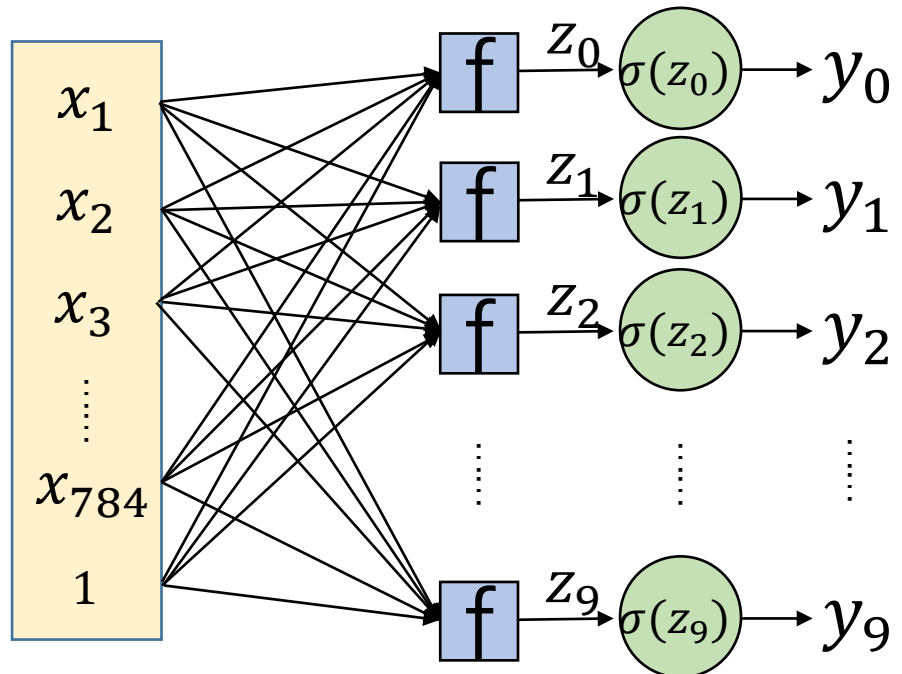 x₁ f z₀ σ(z₀) y₀
x₂ f z₁ σ(z₁) y₁
x₃ f z₂ σ(z₂) y₂
......
x₇₈₄
1 f z₉ σ(z₉) y₉